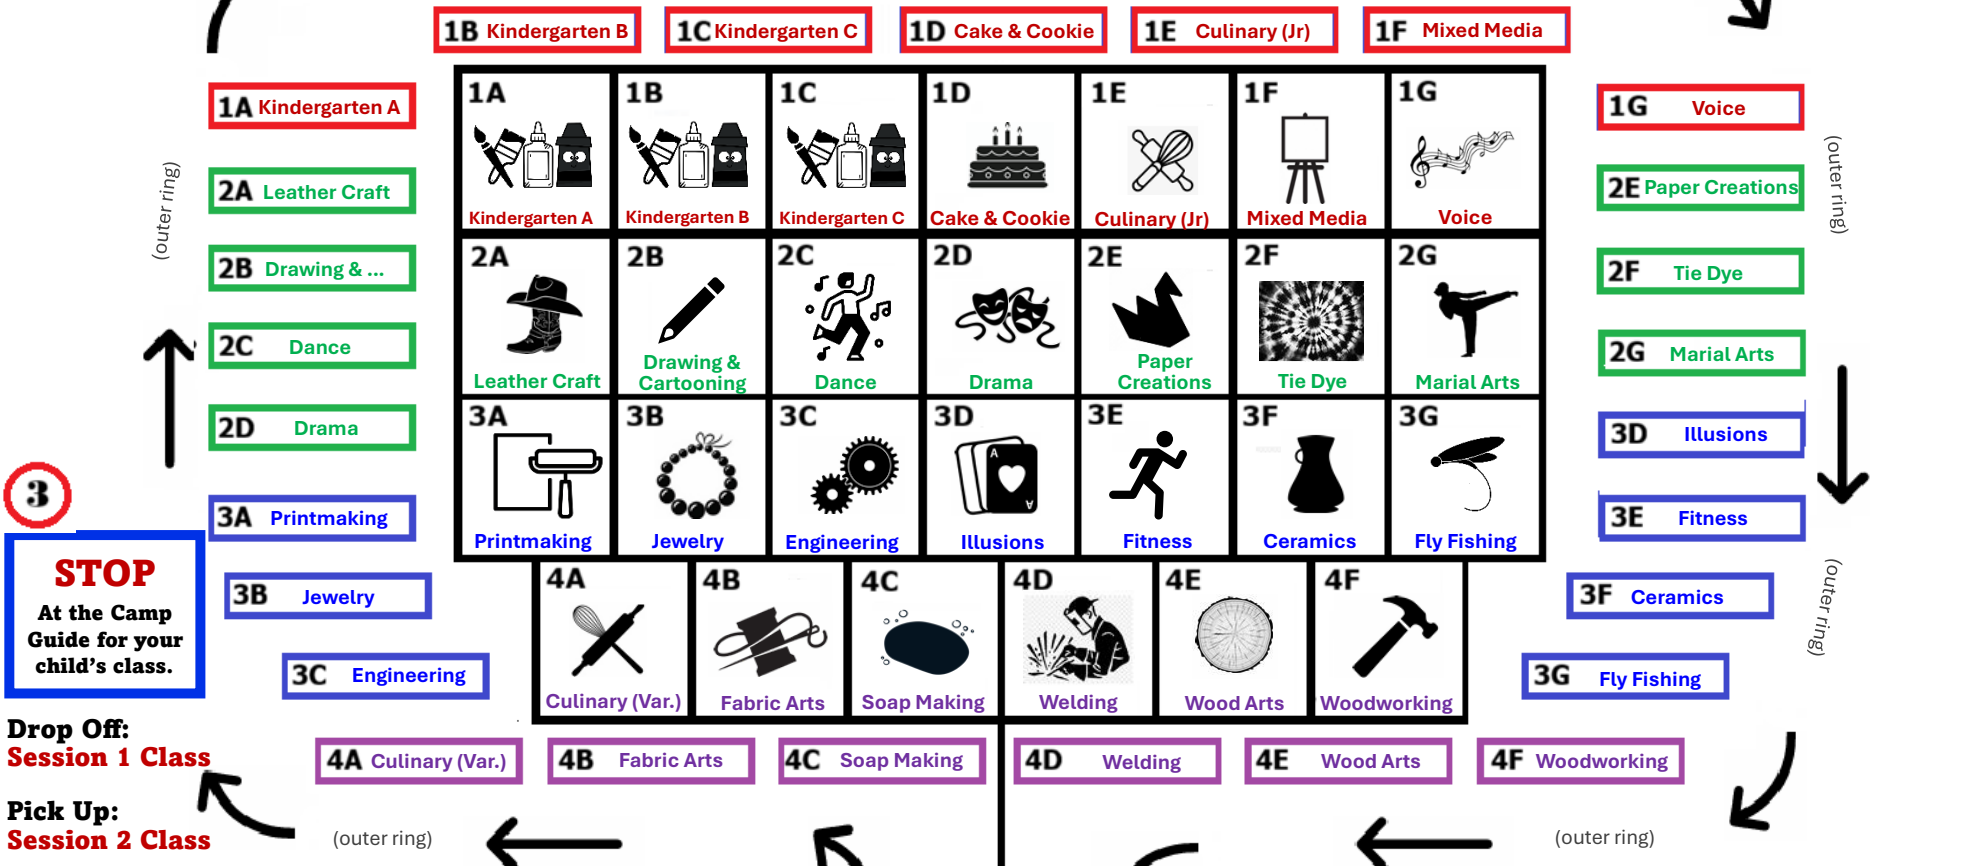 1B Kindergarten B
1C Kindergarten C
1D Cake & Cookie
1E Culinary (Jr)
1F Mixed Media
1A Kindergarten A
2A Leather Craft
2B Drawing & ...
2C Dance
2D Drama
3A Printmaking
3B Jewelry
3C Engineering
(outer ring)
3
STOP
At the Camp
Guide for your
child's class.
Drop Off:
Session 1 Class
Pick Up:
Session 2 Class
1A
Kindergarten A
1B
Kindergarten B
1C
Kindergarten C
1D
Cake & Cookie
1E
Culinary (Jr)
1F
Mixed Media
1G
Voice
2A
Leather Craft
2B
Drawing &
Cartooning
2C
Dance
2D
Drama
2E
Paper
Creations
2F
Tie Dye
2G
Marial Arts
3A
Printmaking
3B
Jewelry
3C
Engineering
3D
A
A
Illusions
3E
Fitness
3F
Ceramics
3G
Fly Fishing
4A
Culinary (Var.)
4B
Fabric Arts
4C
Soap Making
4D
Welding
4E
Wood Arts
4F
Woodworking
1G Voice
2E Paper Creations
2F Tie Dye
2G Marial Arts
3D Illusions
3E Fitness
3F Ceramics
3G Fly Fishing
(outer ring)
(outer ring)
4A Culinary (Var.)
4B Fabric Arts
4C Soap Making
4D Welding
4E Wood Arts
4F Woodworking
(outer ring)
(outer ring)